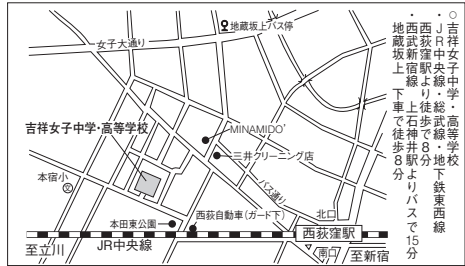 ○吉祥女子中学・高等学校
・JR中央線・総武線・地下鉄東西線
西荻窪駅より徒歩で8分
・西武新宿線 上石神井駅よりバスで15分
地蔵坂上 下車で徒歩8分
地蔵坂上バス停
女子大通り
吉祥女子中学・高等学校
MINAMIDO'
三井クリーニング店
本宿小
文
バス通り
本田東公園
西荻自動車(ガード下)
北口
西荻窪駅
南口
至立川
JR中央線
至新宿